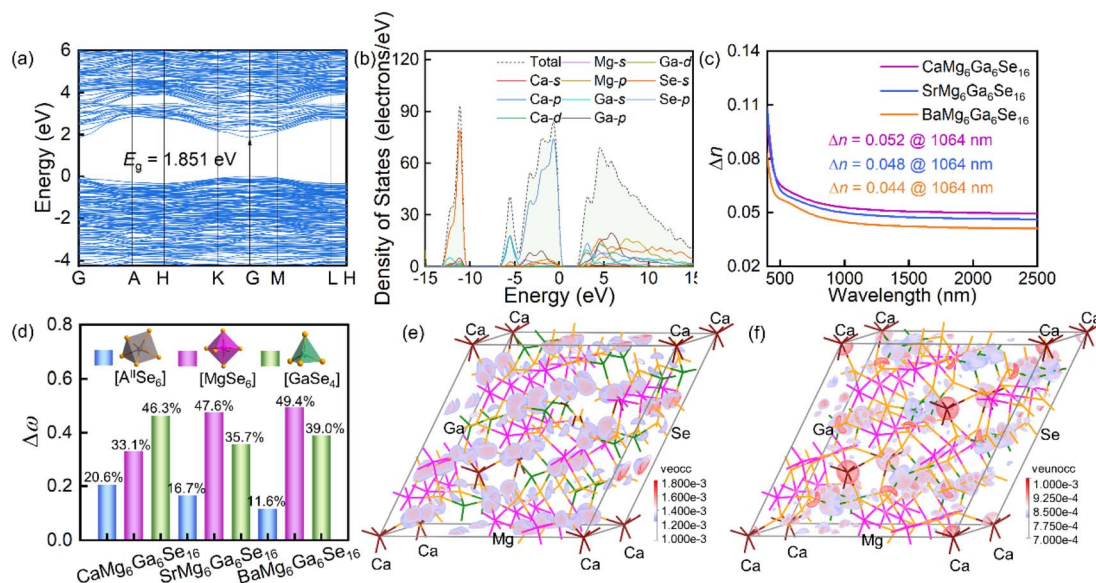 (a)
6
4
2
0
-2
-4
Energy (eV)
Eg = 1.851 eV
G A H K G M L H
(b)
Density of States (electrons/eV)
120
90
60
30
0
Total Mg-s Ga-d
Ca-s Mg-p Se-s
Ca-p Ga-s Se-p
Ca-d Ga-p
-15 -10 -5 0 5 10 15
Energy (eV)
(c)
Δn
0.14
0.11
0.08
0.05
0.02
CaMg6Ga6Se16
SrMg6Ga6Se16
BaMg6Ga6Se16
Δn = 0.052 @ 1064 nm
Δn = 0.048 @ 1064 nm
Δn = 0.044 @ 1064 nm
500 1000 1500 2000 2500
Wavelength (nm)
(d)
Δω
0.8
0.6
0.4
0.2
0.0
[AIISe6] [MgSe6] [GaSe4]
20.6% 33.1% 46.3% 16.7% 47.6% 35.7% 11.6% 49.4% 39.0%
CaMg6Ga6Se16
SrMg6Ga6Se16
BaMg6Ga6Se16
(e)
Ca
Ca
Ca
Ca
Ga
Se
Mg
Ca
Ca
Ca
Ca
veocc
1.800e-3
1.600e-3
1.400e-3
1.200e-3
1.000e-3
(f)
Ca
Ca
Ca
Ca
Ga
Se
Mg
Ca
Ca
Ca
Ca
veunocc
1.000e-3
9.250e-4
8.500e-4
7.750e-4
7.000e-4